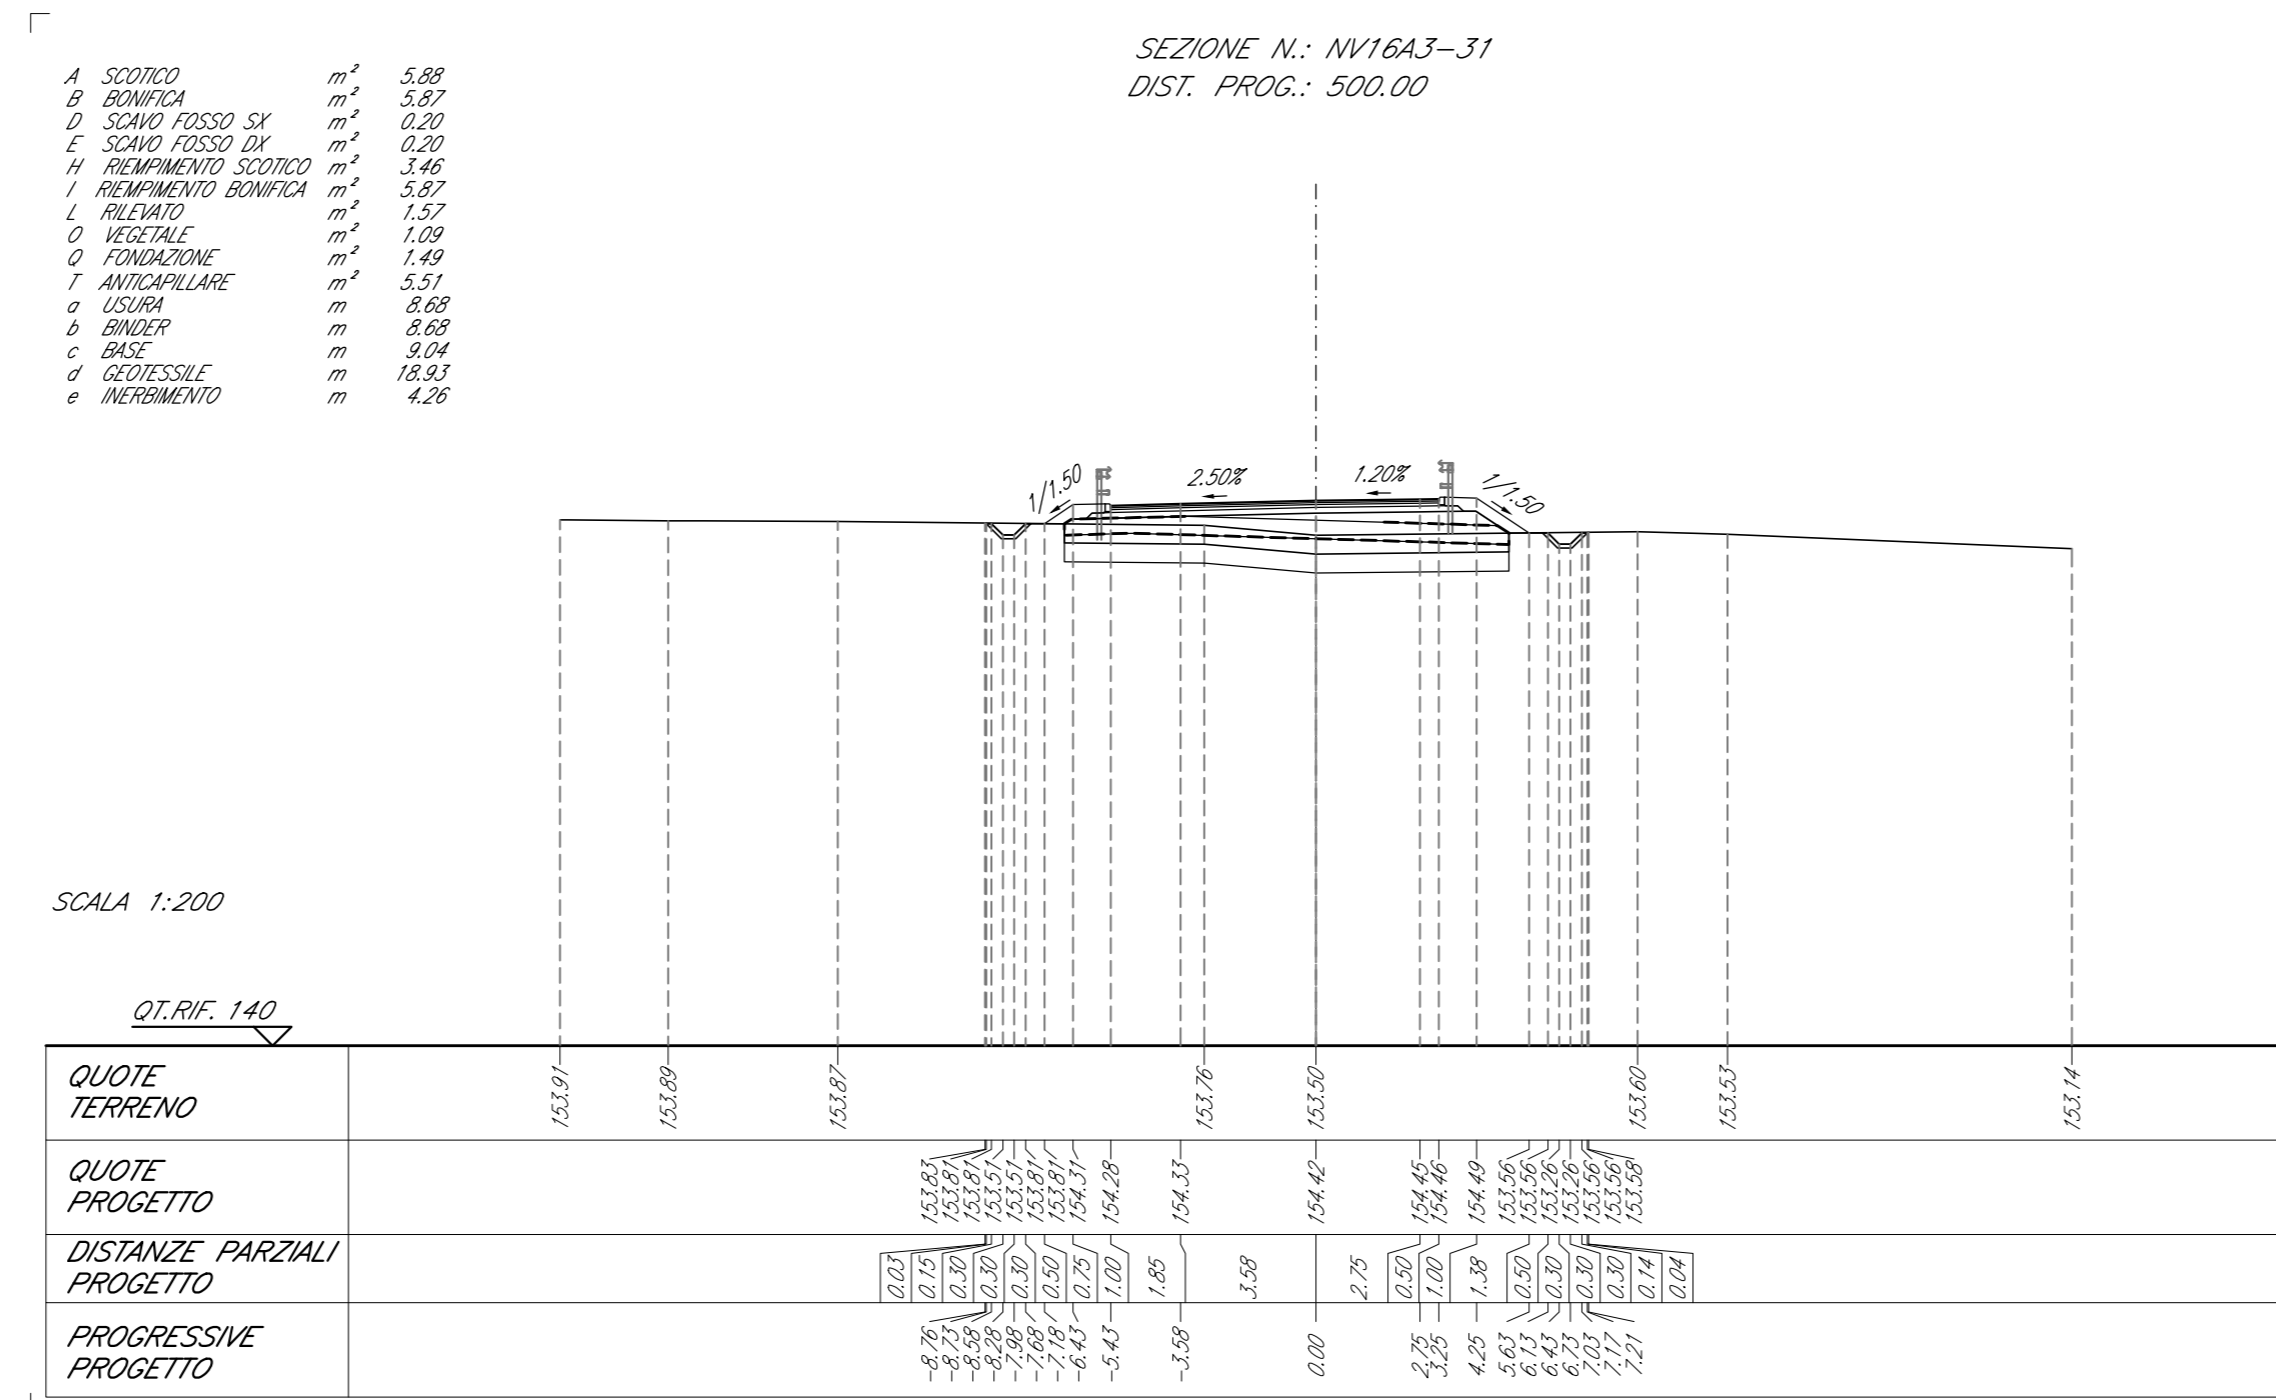 SEZIONE N.: NV16A3-31
DIST. PROG.: 500.00
A SCOTICO m² 5.88
B BONIFICA m² 5.87
D SCAVO FOSSO SX m² 0.20
E SCAVO FOSSO DX m² 0.20
H RIEMPIMENTO SCOTICO m² 3.46
I RIEMPIMENTO BONIFICA m² 5.87
L RILEVATO m² 1.57
O VEGETALE m² 1.09
Q FONDAZIONE m² 1.49
T ANTICAPILLARE m² 5.51
a USURA m 8.68
b BINDER m 8.68
c BASE m 9.04
d GEOTESSILE m 18.93
e INERBIMENTO m 4.26
1/1.50 2.50% 1.20% 1/1.50
SCALA 1:200
QT.RIF. 140
QUOTE
TERRENO
153.91 153.89 153.87 153.76 153.50 153.60 153.53 153.14
QUOTE
PROGETTO
153.83 153.81 153.81 153.51 153.51 153.81 153.81 154.31 154.28 154.33 154.42 154.45 154.46 154.49 153.56 153.56 153.26 153.26 153.56 153.56 153.58
DISTANZE PARZIALI
PROGETTO
0.03 0.15 0.30 0.30 0.30 0.50 0.75 1.00 1.85 3.58 2.75 0.50 1.00 1.38 0.50 0.30 0.30 0.30 0.14 0.04
PROGRESSIVE
PROGETTO
-8.76 -8.73 -8.58 -8.28 -7.98 -7.68 -7.18 -6.43 -5.43 -3.58 0.00 2.75 3.25 4.25 5.63 6.13 6.43 6.73 7.03 7.17 7.21